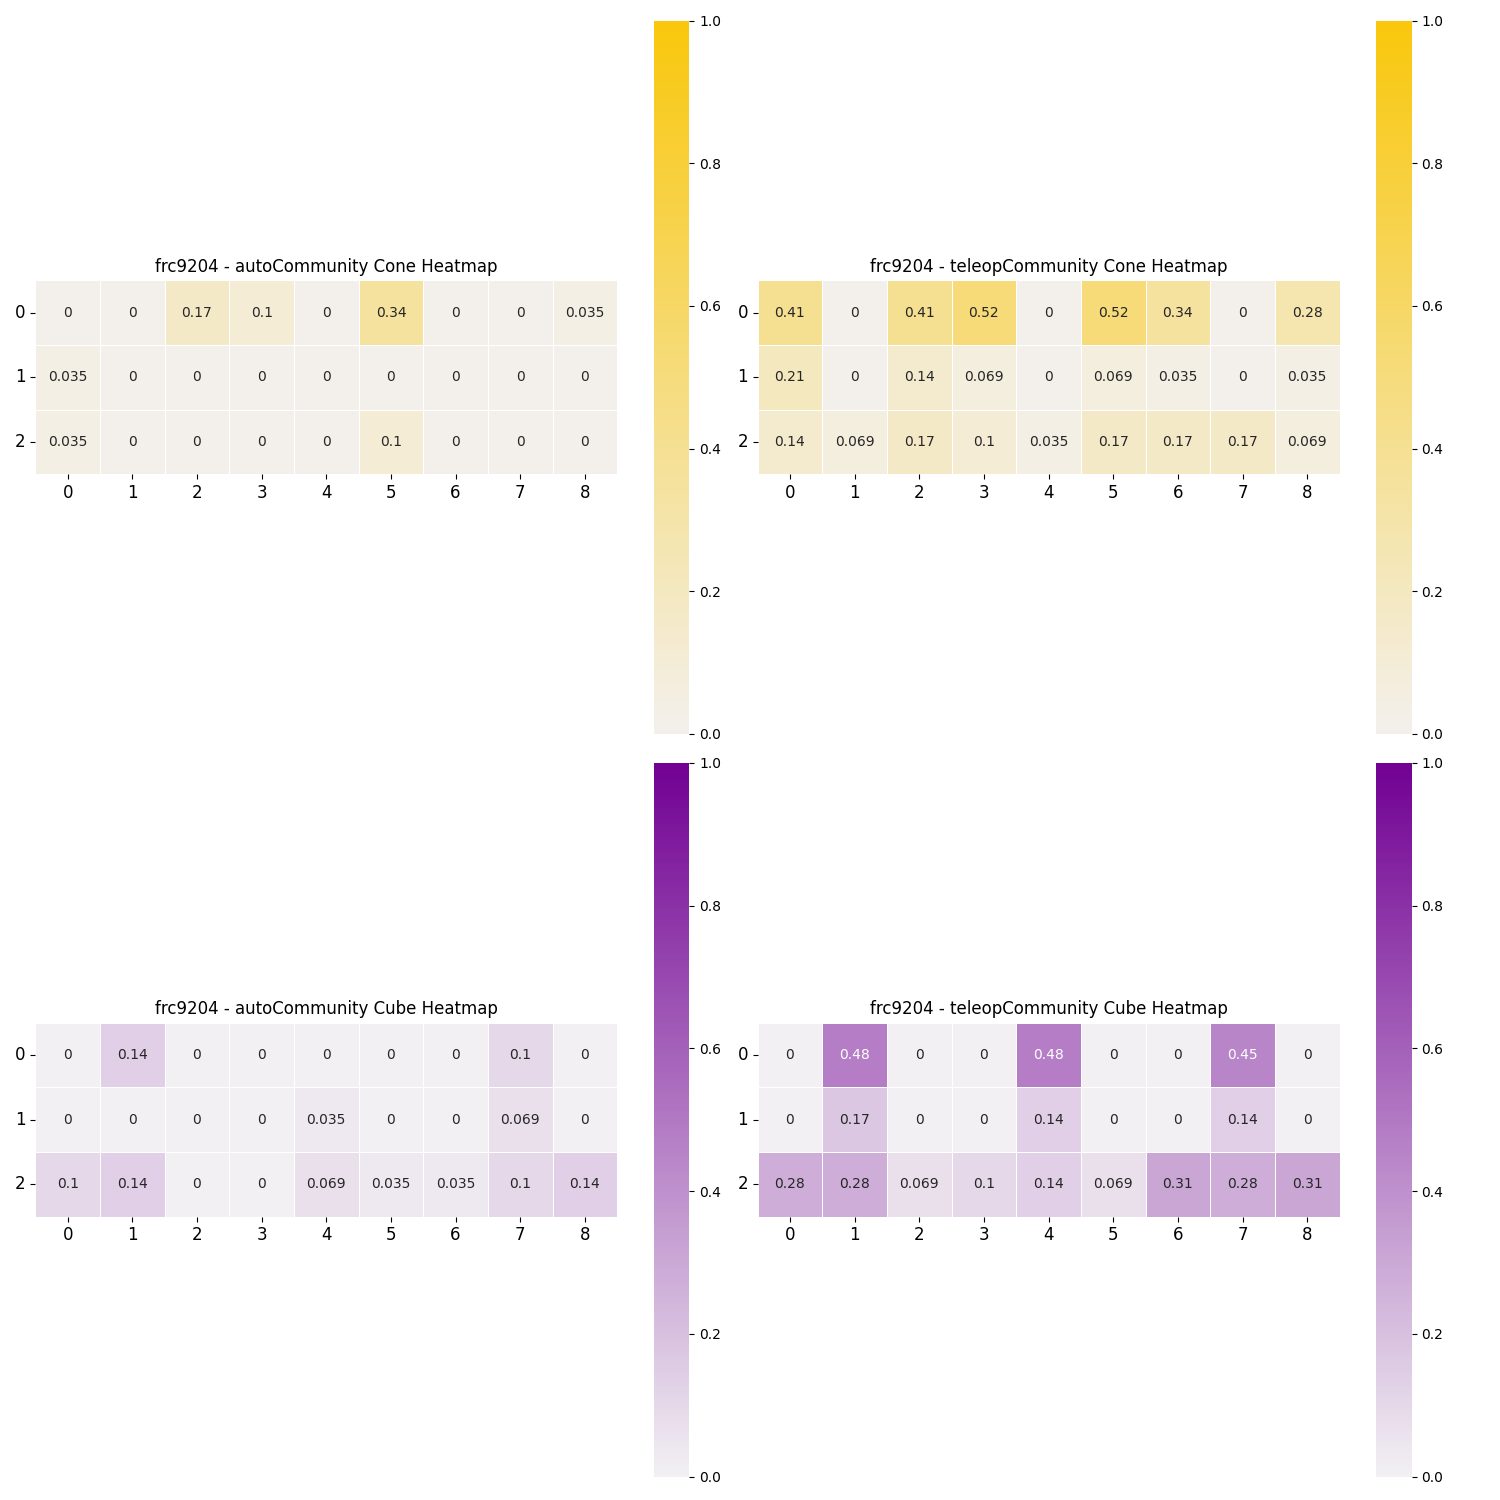 frc9204 - autoCommunity Cone Heatmap
0 0 0 0.17 0.1 0 0.34 0 0 0.035
1 0.035 0 0 0 0 0 0 0 0
2 0.035 0 0 0 0 0.1 0 0 0
0 1 2 3 4 5 6 7 8
1.0
0.8
0.6
0.4
0.2
0.0
frc9204 - teleopCommunity Cone Heatmap
0 0.41 0 0.41 0.52 0 0.52 0.34 0 0.28
1 0.21 0 0.14 0.069 0 0.069 0.035 0 0.035
2 0.14 0.069 0.17 0.1 0.035 0.17 0.17 0.17 0.069
0 1 2 3 4 5 6 7 8
1.0
0.8
0.6
0.4
0.2
0.0
frc9204 - autoCommunity Cube Heatmap
0 0 0.14 0 0 0 0 0 0.1 0
1 0 0 0 0 0.035 0 0 0.069 0
2 0.1 0.14 0 0 0.069 0.035 0.035 0.1 0.14
0 1 2 3 4 5 6 7 8
1.0
0.8
0.6
0.4
0.2
0.0
frc9204 - teleopCommunity Cube Heatmap
0 0 0.48 0 0 0.48 0 0 0.45 0
1 0 0.17 0 0 0.14 0 0 0.14 0
2 0.28 0.28 0.069 0.1 0.14 0.069 0.31 0.28 0.31
0 1 2 3 4 5 6 7 8
1.0
0.8
0.6
0.4
0.2
0.0